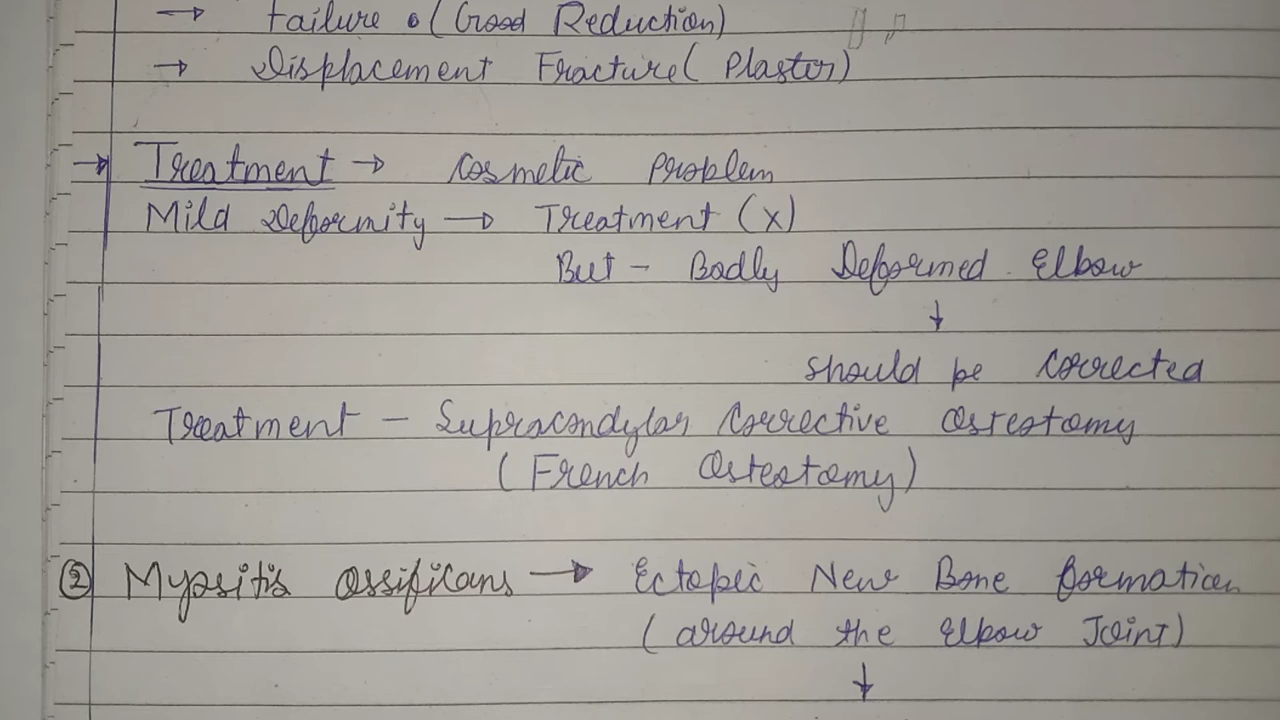 → Failure • (Good Reduction)
→ Displacement Fracture( Plaster)
→ Treatment → Cosmetic Problem
Mild Deformity → Treatment (x)
But - Badly Deformed Elbow
↓
should be corrected
Treatment - Supracondylar Corrective Osteotomy
(French Osteotomy)
② Myositis Ossificans → Ectopic New Bone formation
(around the Elbow Joint)
↓